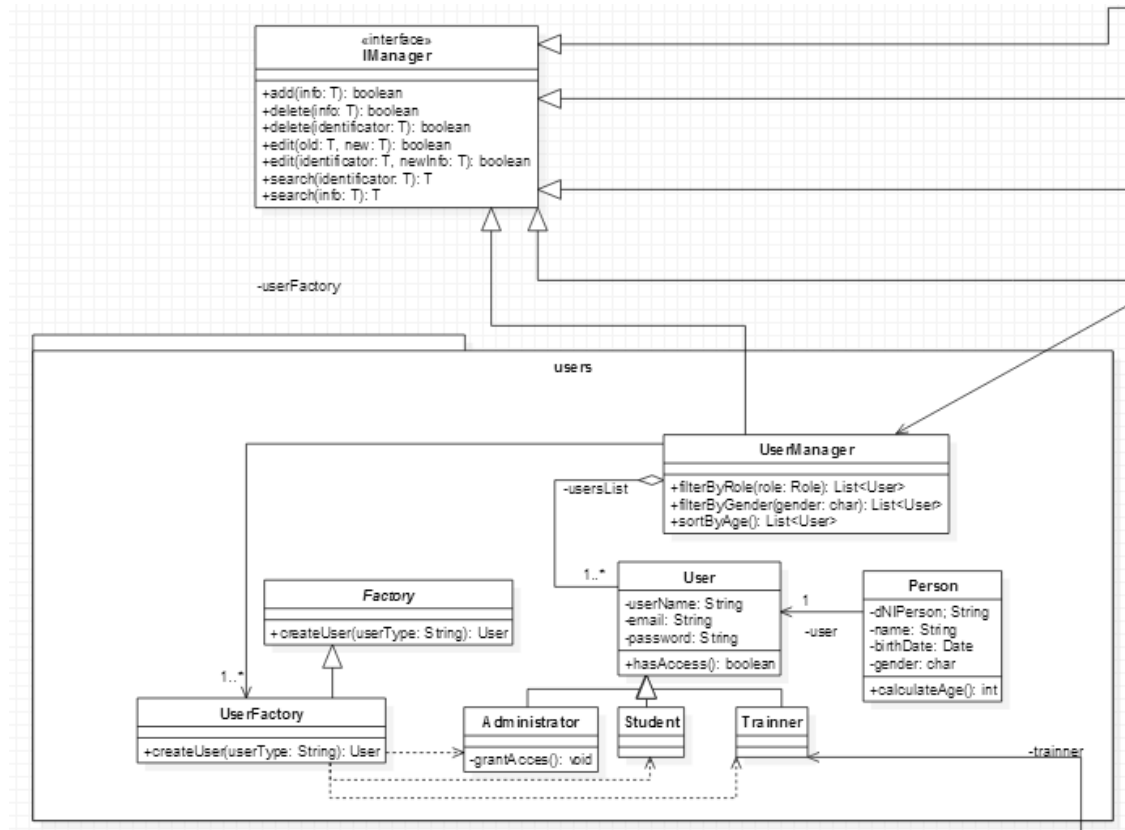 «interface»
IManager
+add(info: T): boolean
+delete(info: T): boolean
+delete(identificator: T): boolean
+edit(old: T, new: T): boolean
+edit(identificator: T, newInfo: T): boolean
+search(identificator: T): T
+search(info: T): T
-userFactory
users
UserManager
+filterByRole(role: Role): List<User>
+filterByGender(gender: char): List<User>
+sortByAge(): List<User>
-usersList
1..*
User
-userName: String
-email: String
-password: String
+hasAccess(): boolean
1
-user
Person
-dNIPerson; String
-name: String
-birthDate: Date
-gender: char
+calculateAge(): int
Factory
+createUser(userType: String): User
1..*
UserFactory
+createUser(userType: String): User
Administrator
-grantAcces(): void
Student
Trainner
-trainner